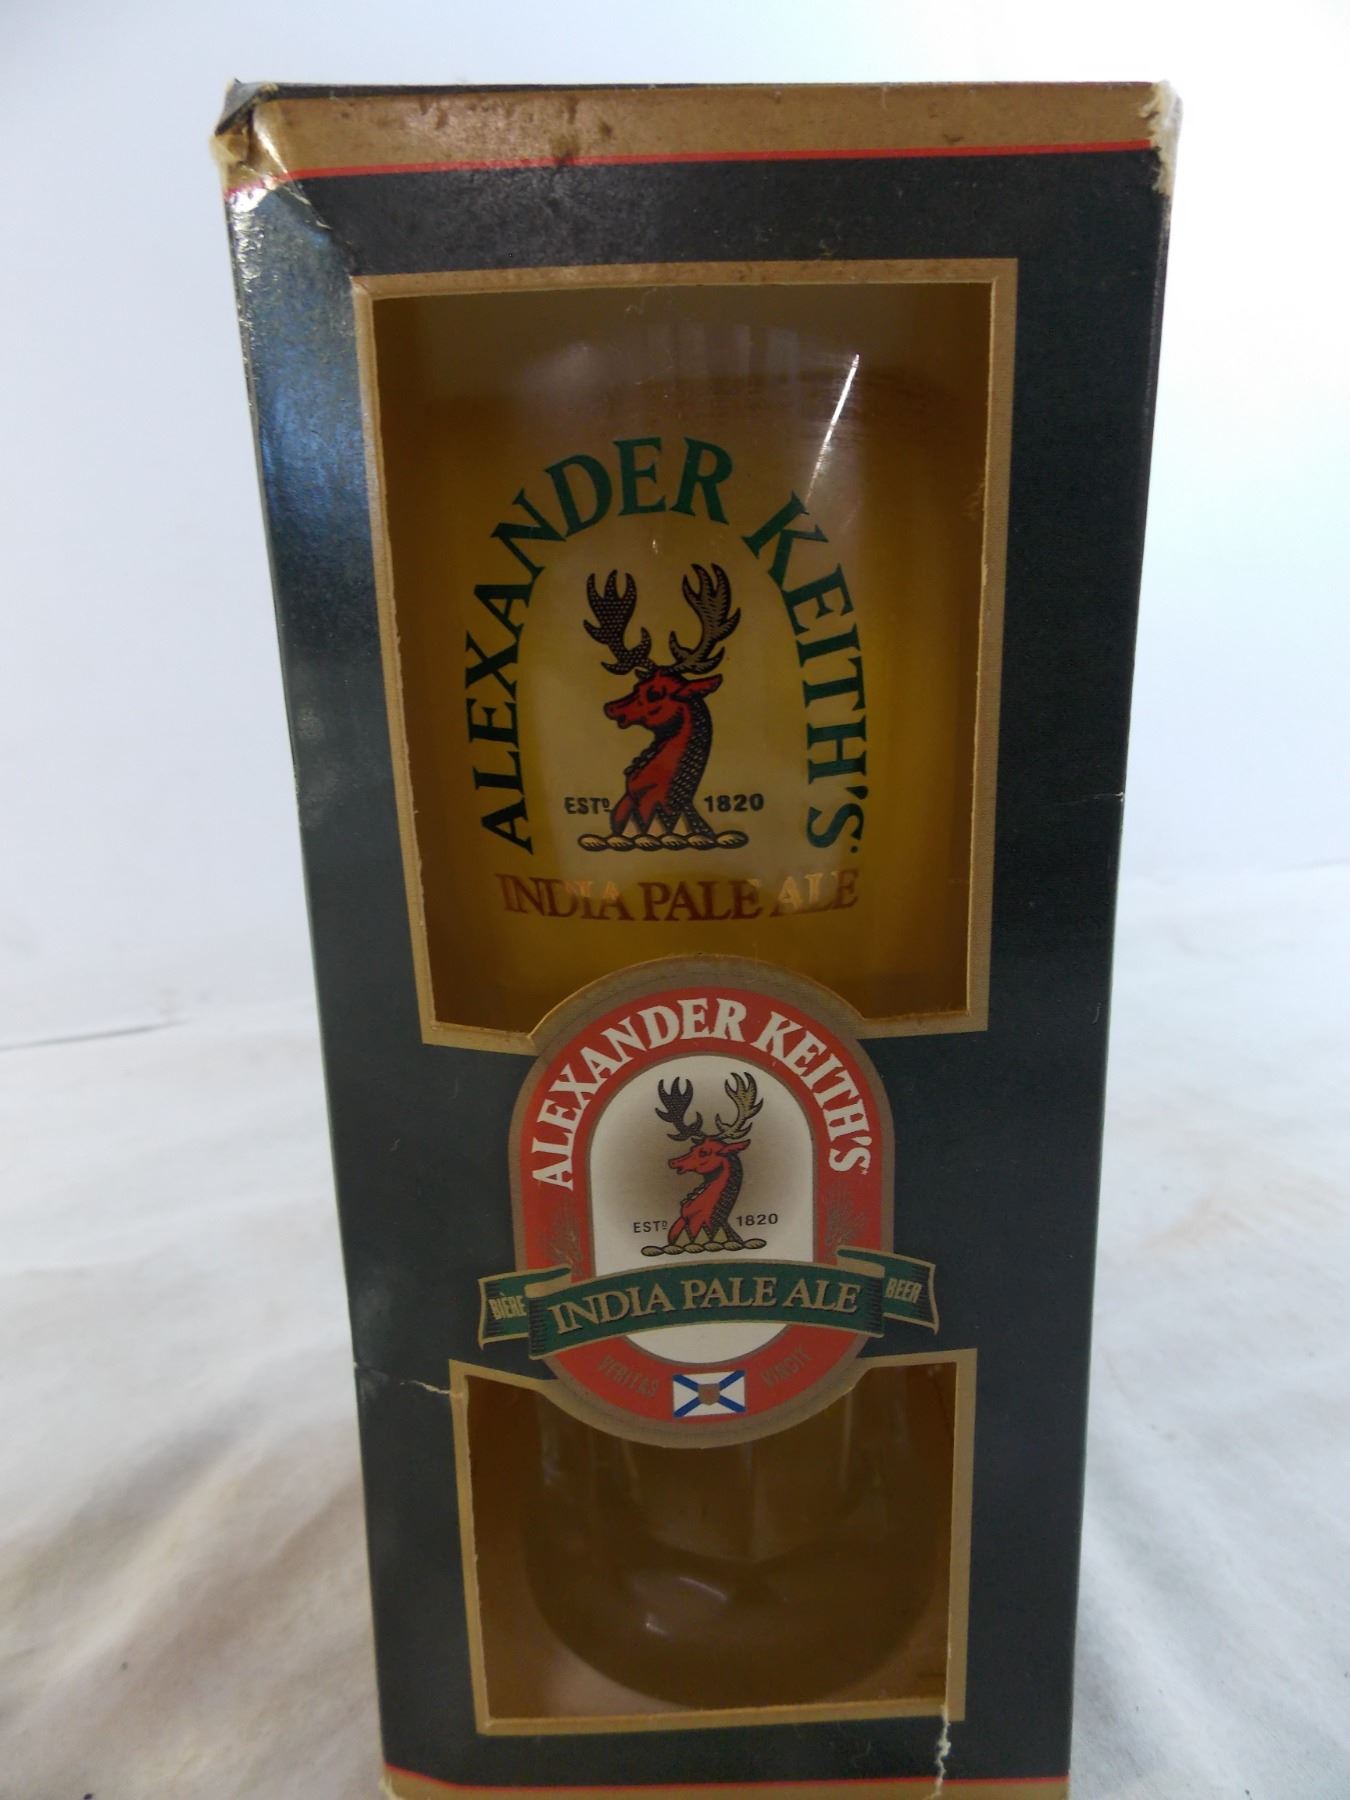 ALEXANDER KEITH'S
ESTD 1820
INDIA PALE ALE
ALEXANDER KEITH'S
ESTD 1820
BIÈRE INDIA PALE ALE BEER
VERITAS VINCIT